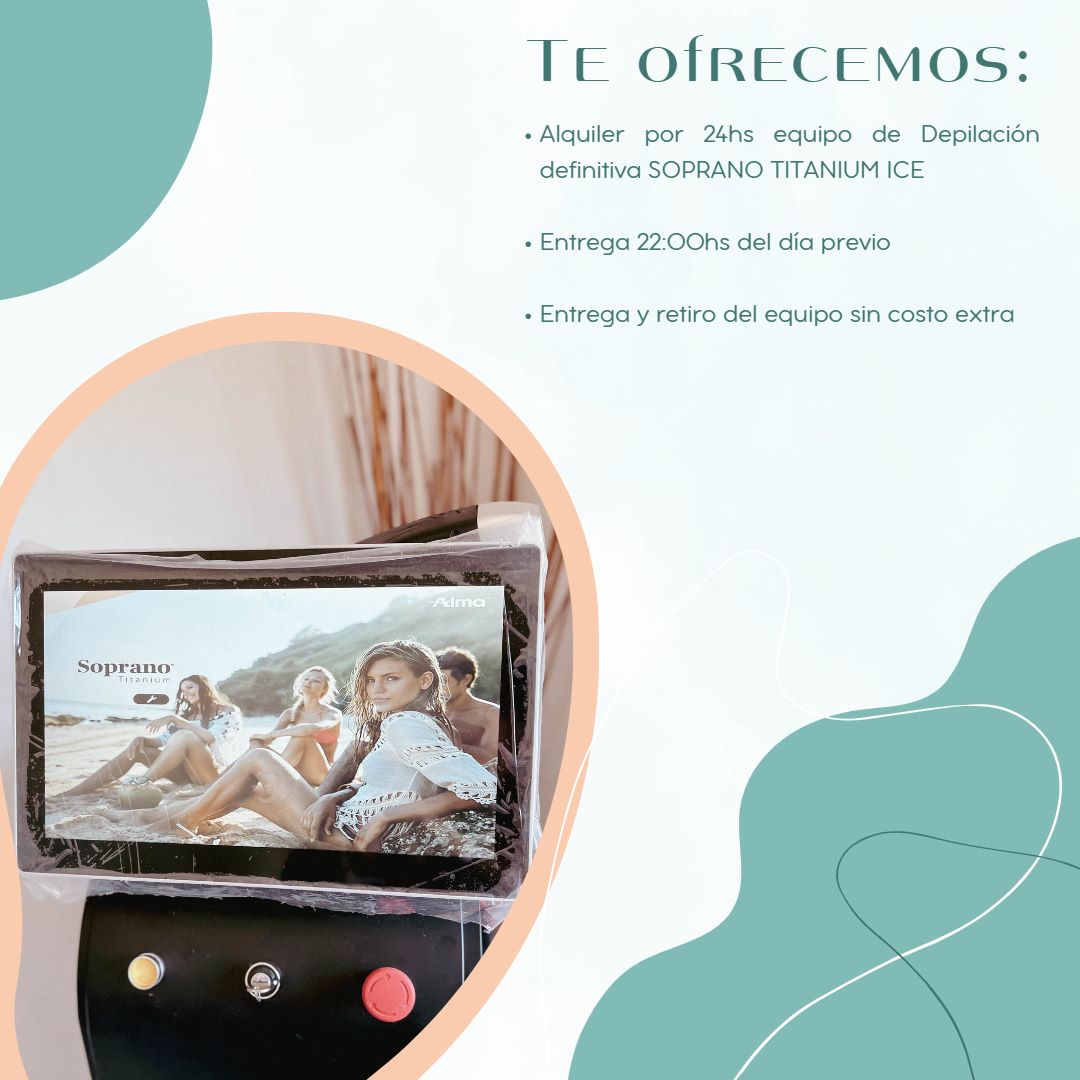 Te ofrecemos:
• Alquiler por 24hs equipo de Depilación
definitiva SOPRANO TITANIUM ICE
• Entrega 22:00hs del día previo
• Entrega y retiro del equipo sin costo extra
Alma
Soprano
Titanium